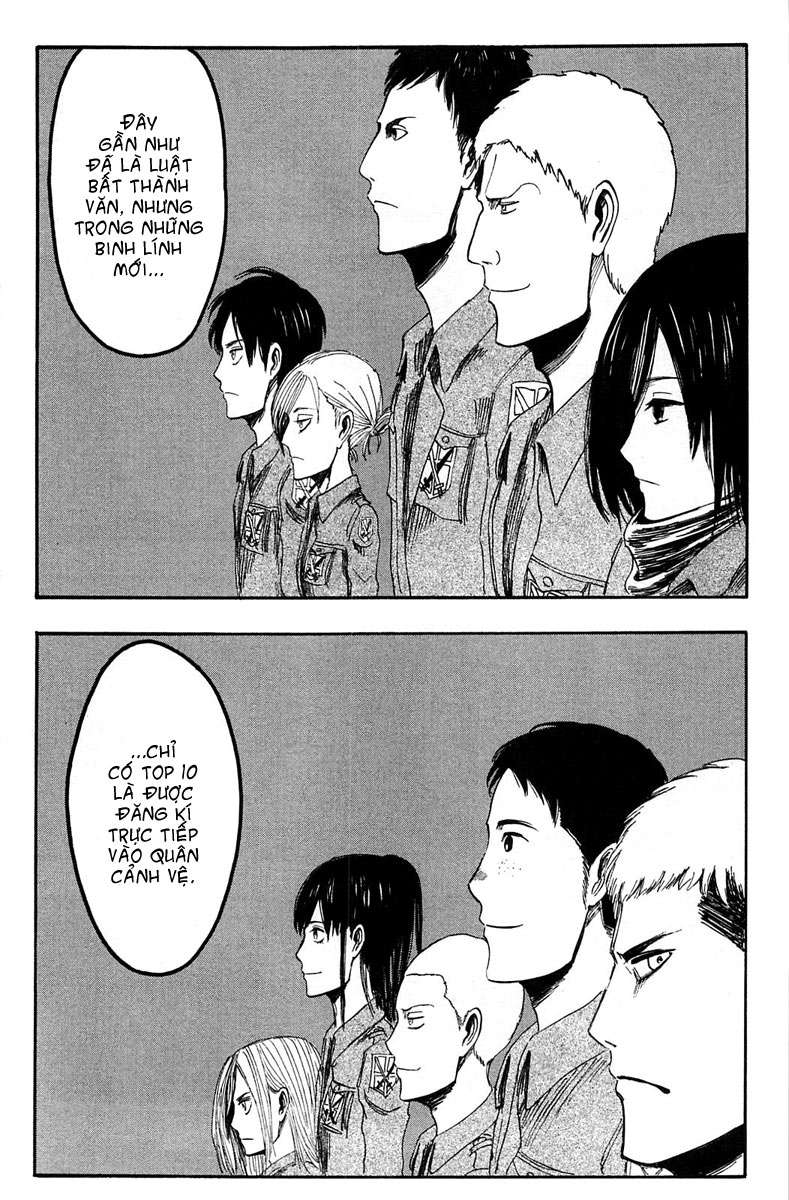 ĐÂY
GẦN NHƯ
ĐÃ LÀ LUẬT
BẤT THÀNH
VĂN, NHƯNG
TRONG NHỮNG
BINH LÍNH
MỚI...
...CHỈ
CÓ TOP 10
LÀ ĐƯỢC
ĐĂNG KÍ
TRỰC TIẾP
VÀO QUÂN
CẢNH VỆ.